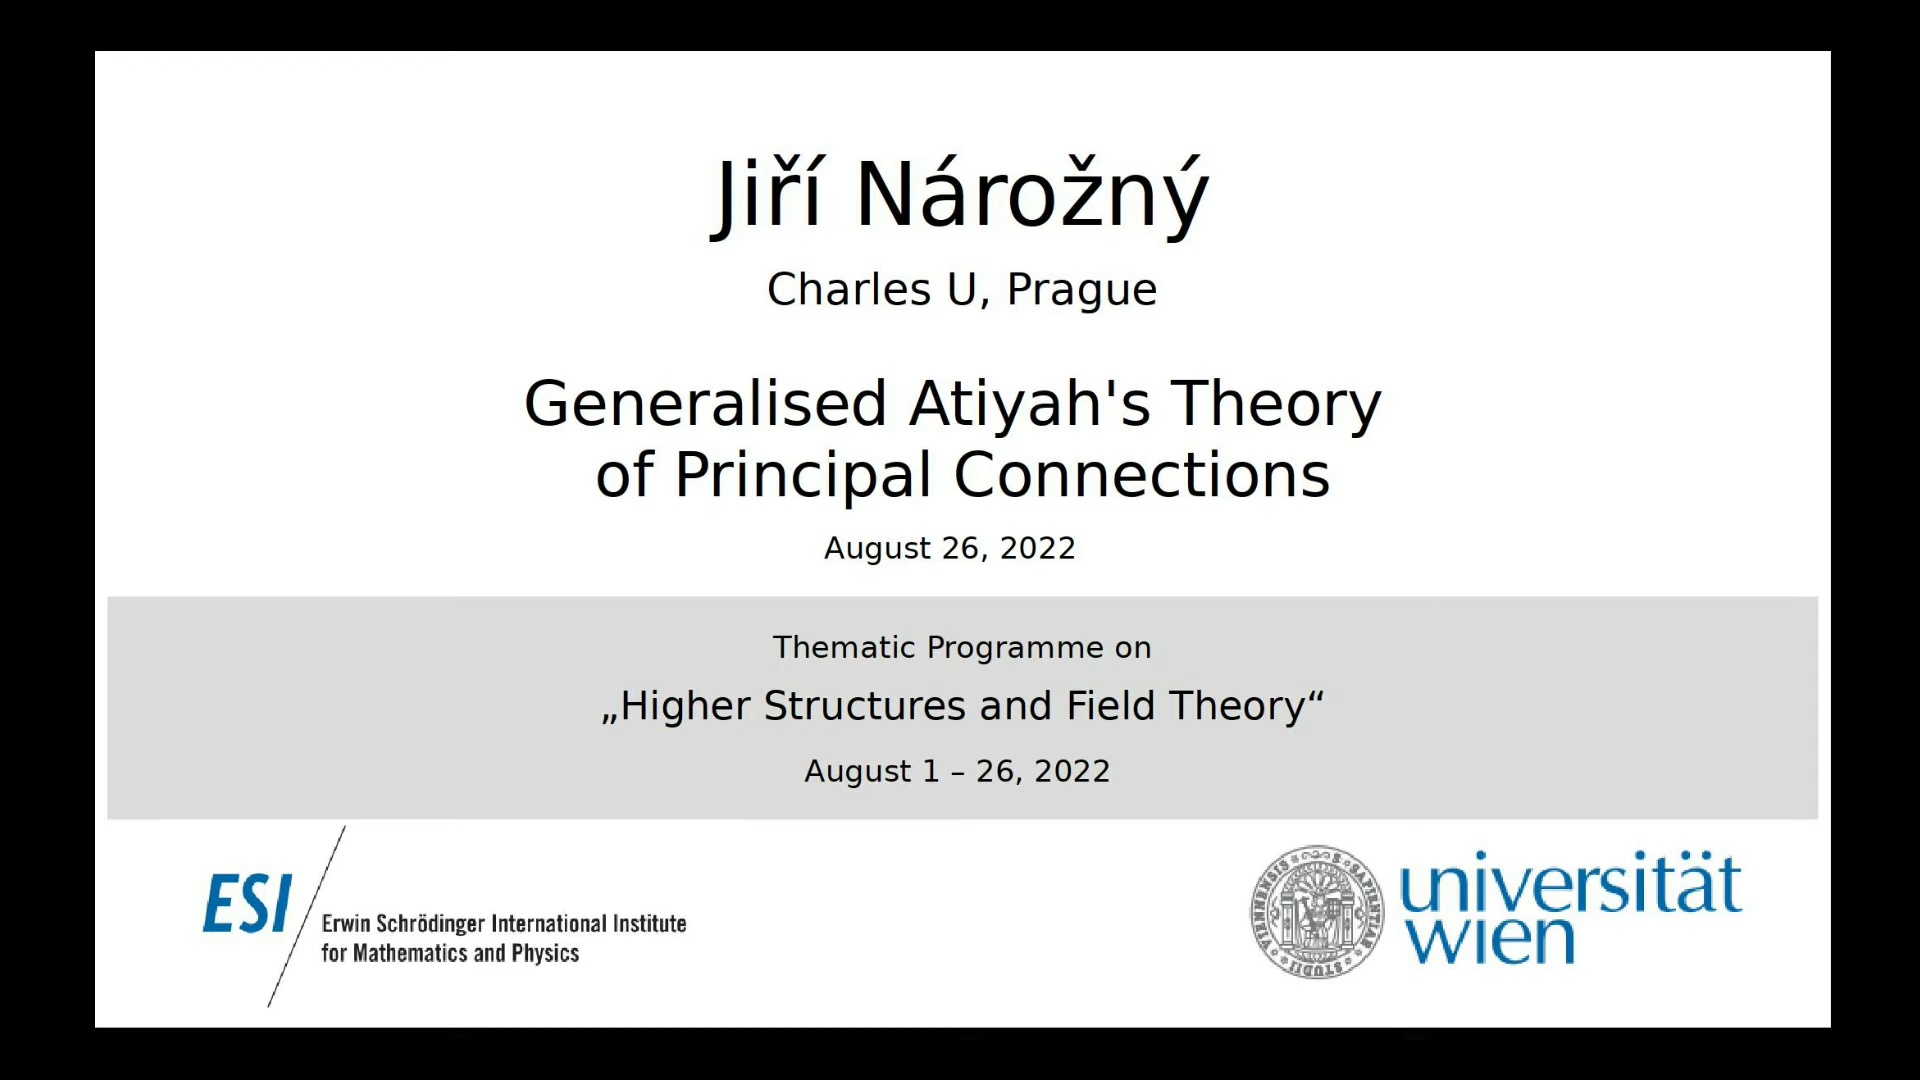 Jiří Nárožný
Charles U, Prague
Generalised Atiyah's Theory
of Principal Connections
August 26, 2022
Thematic Programme on
„Higher Structures and Field Theory“
August 1 – 26, 2022
ESI
Erwin Schrödinger International Institute
for Mathematics and Physics
universität
wien